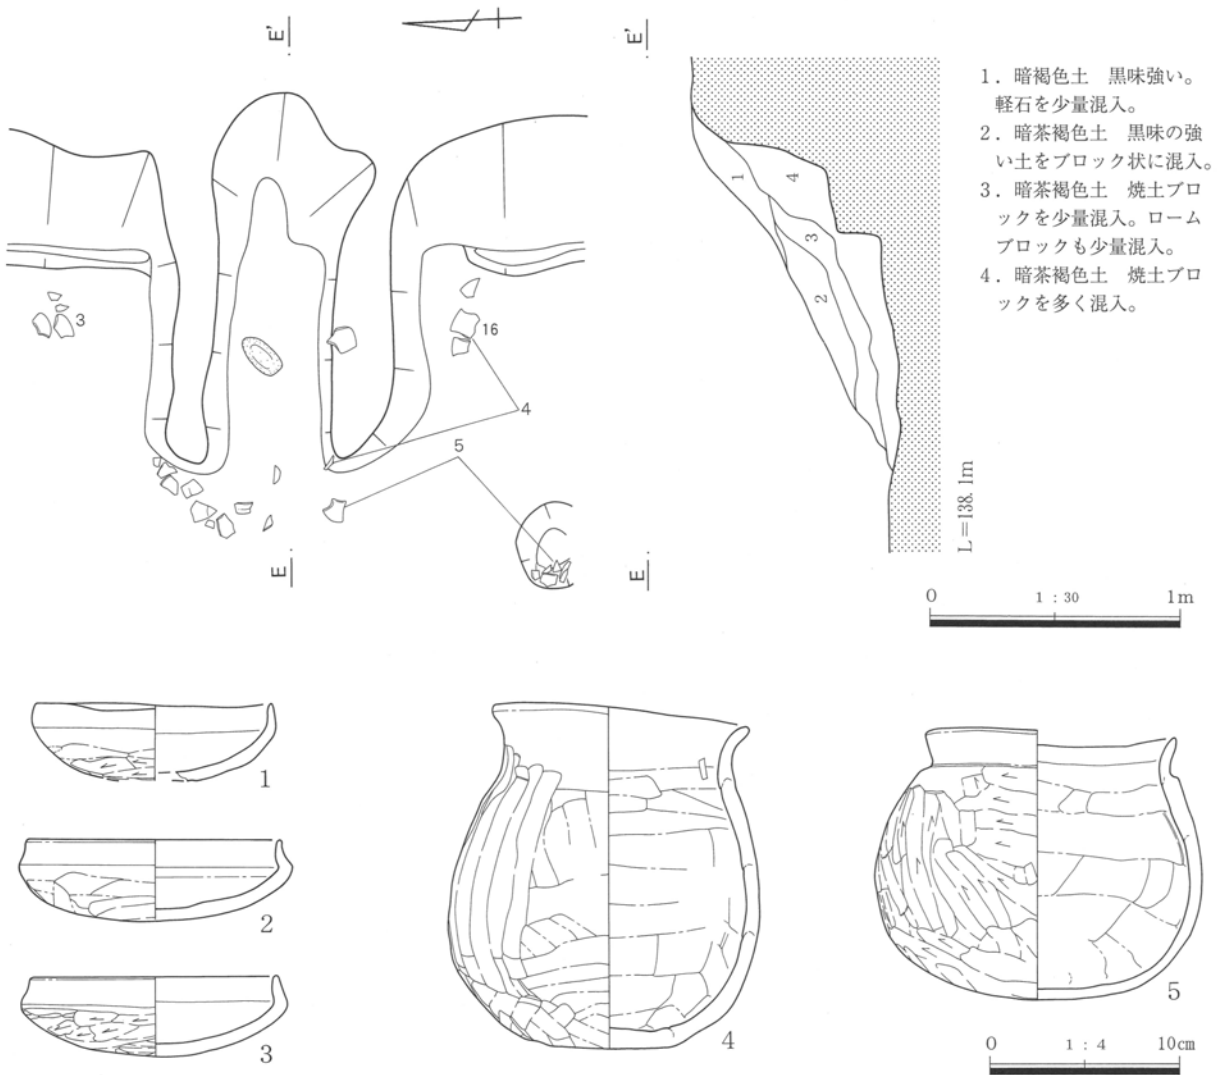 E'
E'
1．暗褐色土　黒味強い。
軽石を少量混入。
2．暗茶褐色土　黒味の強
い土をブロック状に混入。
3．暗茶褐色土　焼土ブロ
ックを少量混入。ローム
ブロックも少量混入。
4．暗茶褐色土　焼土ブロ
ックを多く混入。
1
4
3
2
3
16
4
5
L＝138.1m
E
E
0　1：30　1m
1
2
3
4
5
0　1：4　10cm